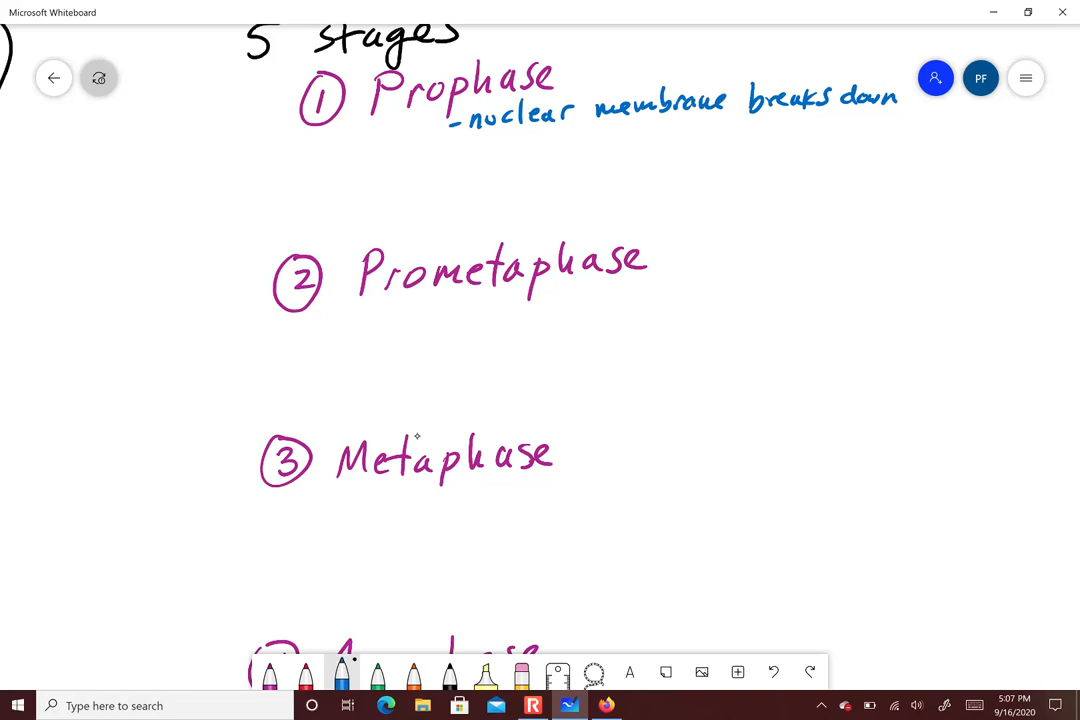 Microsoft Whiteboard
5 stages
① Prophase
-nuclear membrane breaks down
PF
② Prometaphase
③ Metaphase
A
Type here to search
5:07 PM
9/16/2020